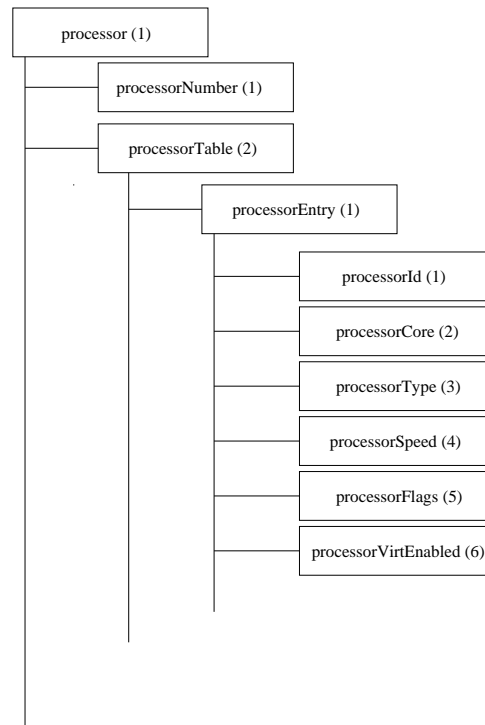 processor (1)
processorNumber (1)
processorTable (2)
processorEntry (1)
processorId (1)
processorCore (2)
processorType (3)
processorSpeed (4)
processorFlags (5)
processorVirtEnabled (6)